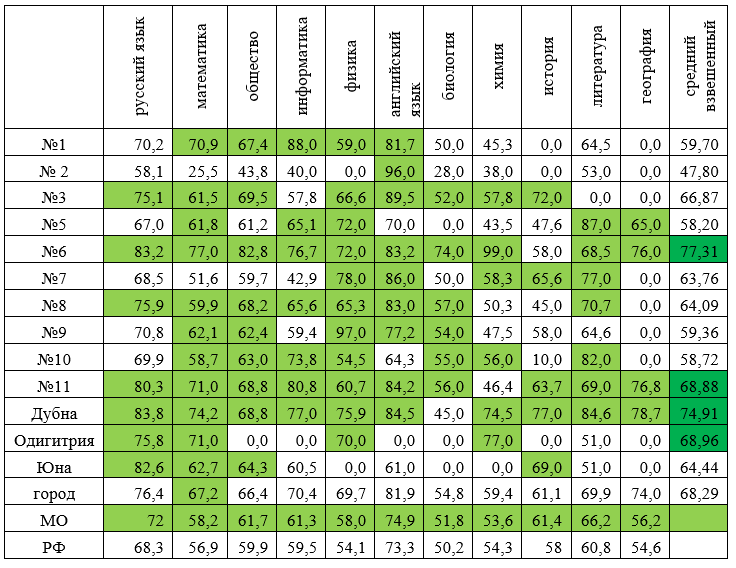 русский язык математика общество информатика физика английский язык биология химия история литература география средний взвешенный
№1 70,2 70,9 67,4 88,0 59,0 81,7 50,0 45,3 0,0 64,5 0,0 59,70
№ 2 58,1 25,5 43,8 40,0 0,0 96,0 28,0 38,0 0,0 53,0 0,0 47,80
№3 75,1 61,5 69,5 57,8 66,6 89,5 52,0 57,8 72,0 0,0 0,0 66,87
№5 67,0 61,8 61,2 65,1 72,0 70,0 0,0 43,5 47,6 87,0 65,0 58,20
№6 83,2 77,0 82,8 76,7 72,0 83,2 74,0 99,0 58,0 68,5 76,0 77,31
№7 68,5 51,6 59,7 42,9 78,0 86,0 50,0 58,3 65,6 77,0 0,0 63,76
№8 75,9 59,9 68,2 65,6 65,3 83,0 57,0 50,3 45,0 70,7 0,0 64,09
№9 70,8 62,1 62,4 59,4 97,0 77,2 54,0 47,5 58,0 64,6 0,0 59,36
№10 69,9 58,7 63,0 73,8 54,5 64,3 55,0 56,0 10,0 82,0 0,0 58,72
№11 80,3 71,0 68,8 80,8 60,7 84,2 56,0 46,4 63,7 69,0 76,8 68,88
Дубна 83,8 74,2 68,8 77,0 75,9 84,5 45,0 74,5 77,0 84,6 78,7 74,91
Одигитрия 75,8 71,0 0,0 0,0 70,0 0,0 0,0 77,0 0,0 51,0 0,0 68,96
Юна 82,6 62,7 64,3 60,5 0,0 61,0 0,0 0,0 69,0 51,0 0,0 64,44
город 76,4 67,2 66,4 70,4 69,7 81,9 54,8 59,4 61,1 69,9 74,0 68,29
МО 72 58,2 61,7 61,3 58,0 74,9 51,8 53,6 61,4 66,2 56,2
РФ 68,3 56,9 59,9 59,5 54,1 73,3 50,2 54,3 58 60,8 54,6